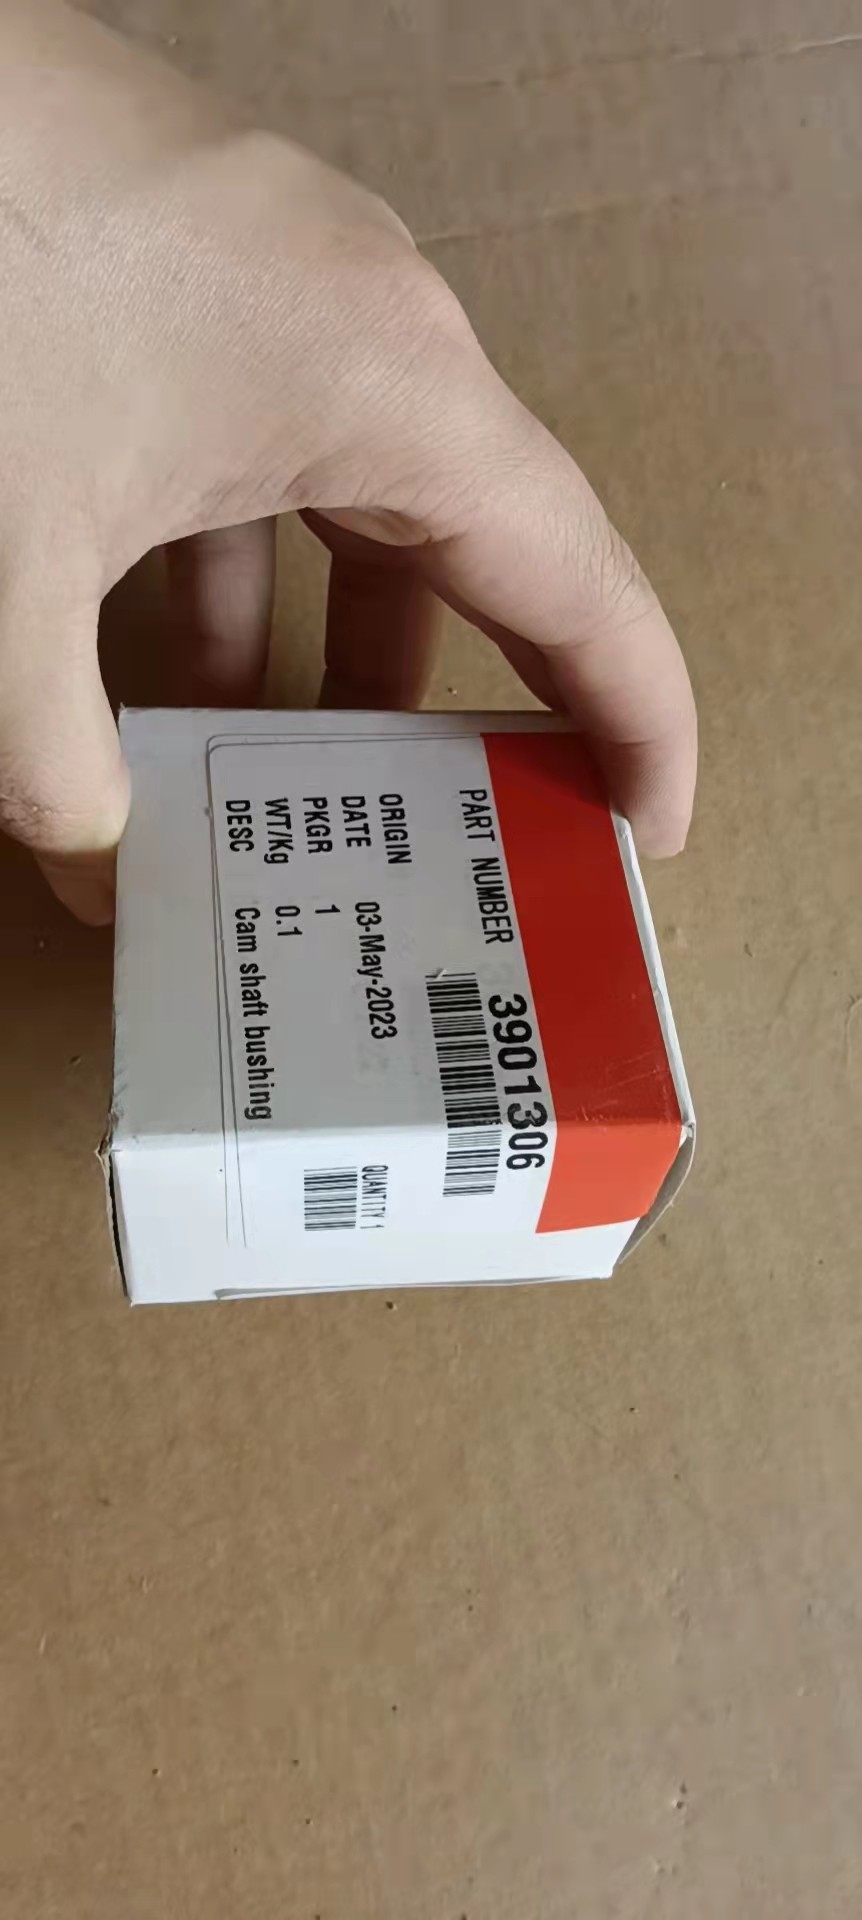 PART NUMBER 3901306
ORIGIN
DATE 03-May-2023
PKGR 1
WT/Kg 0.1
DESC Cam shaft bushing
QUANTITY 1